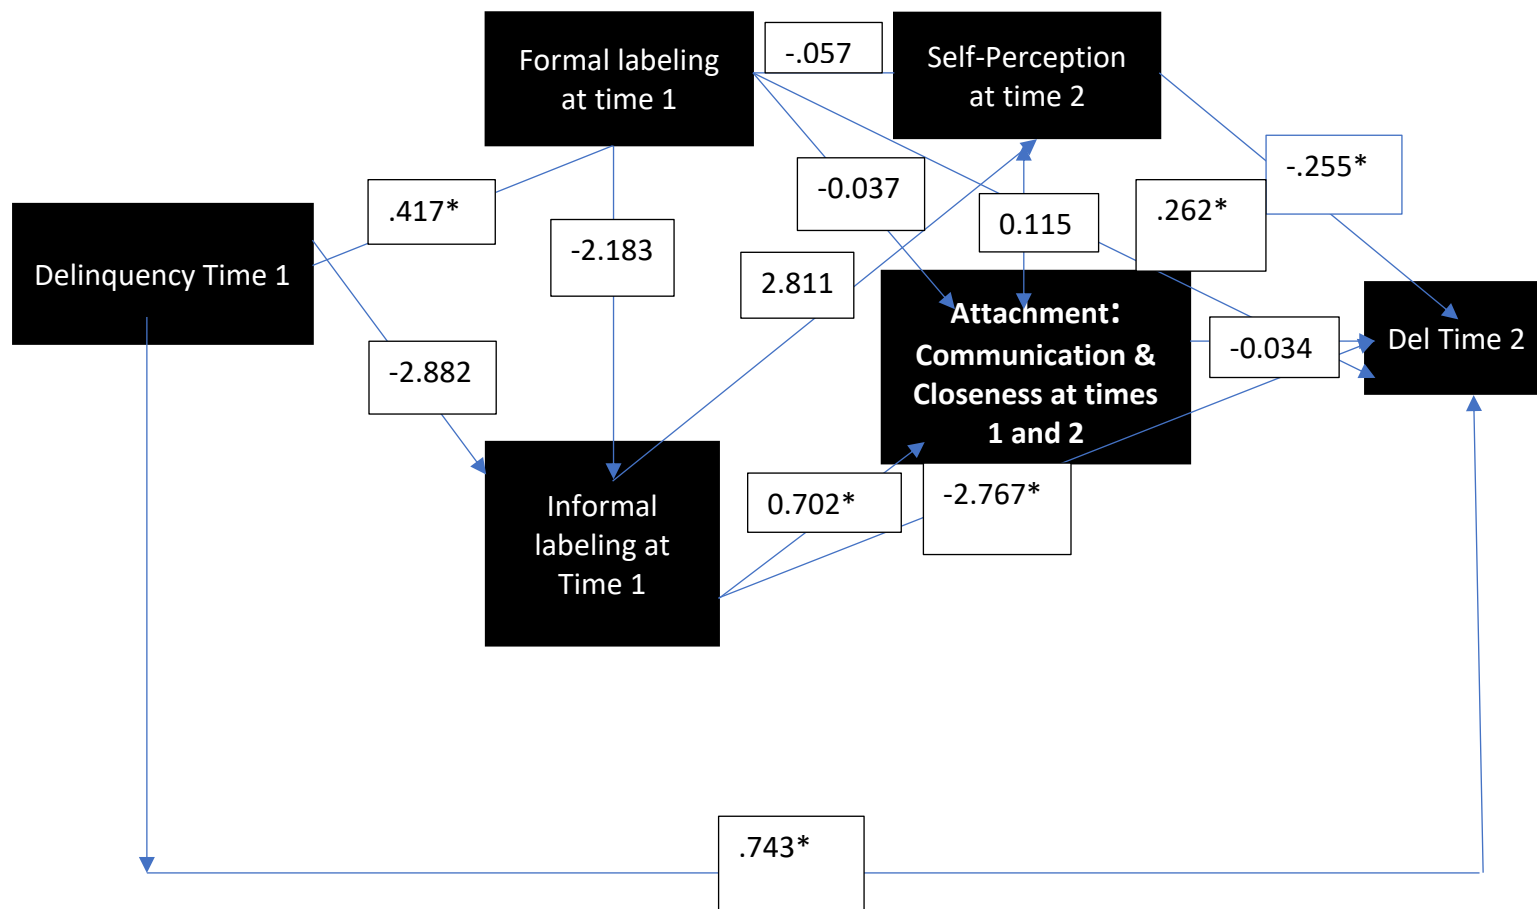 Formal labeling
at time 1
-.057
Self-Perception
at time 2
-.255*
.417*
-0.037
.262*
0.115
Delinquency Time 1
-2.183
2.811
Attachment:
Communication &
Closeness at times
1 and 2
-0.034
Del Time 2
-2.882
Informal
labeling at
Time 1
0.702*
-2.767*
.743*